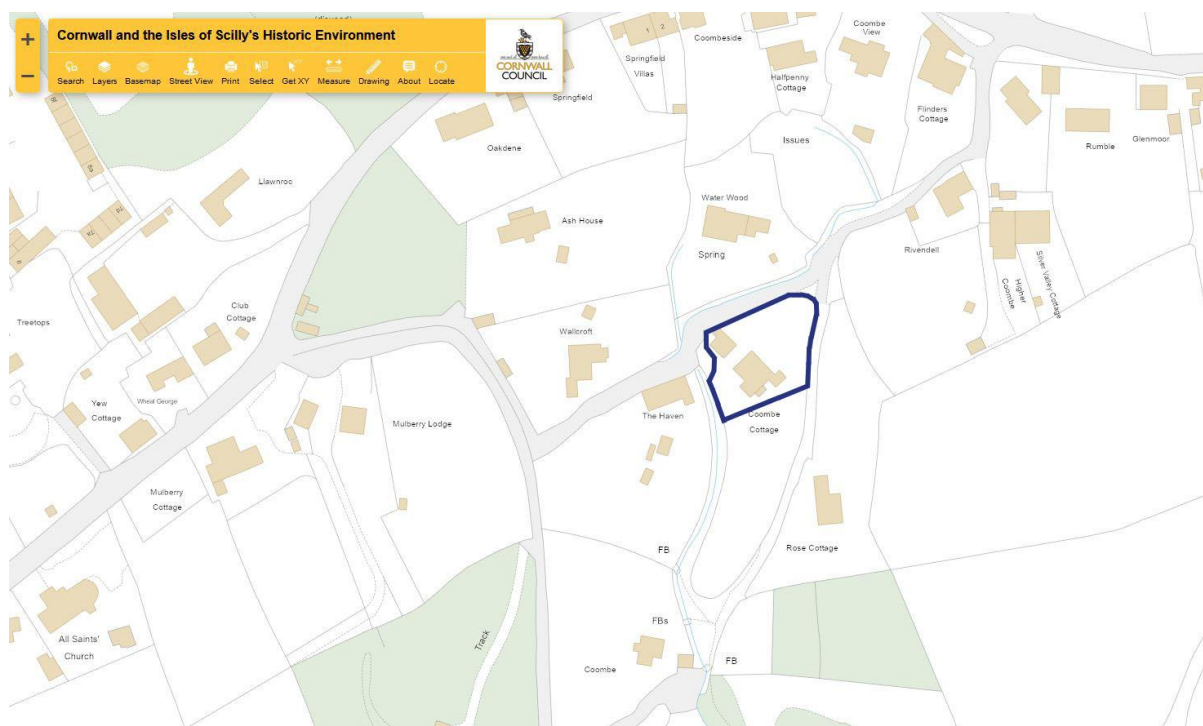 (disused)
Cornwall and the Isles of Scilly's Historic Environment
Search Layers Basemap Street View Print Select Get XY Measure Drawing About Locate
CORNWALL
COUNCIL
1 2
Springfield
Villas
Coombeside
Halfpenny
Cottage
Coombe
View
Flinders
Cottage
Springfield
Oakdene
Issues
Rumble
Glenmoor
Llawnroc
Water Wood
Ash House
Spring
Rivendell
Higher
Coombe
Silver Valley Cottage
Club
Cottage
Treetops
Wallcroft
Yew
Cottage
Wheal George
Mulberry Lodge
The Haven
Coombe
Cottage
Mulberry
Cottage
Rose Cottage
FB
FBs
FB
All Saints'
Church
Track
Coombe